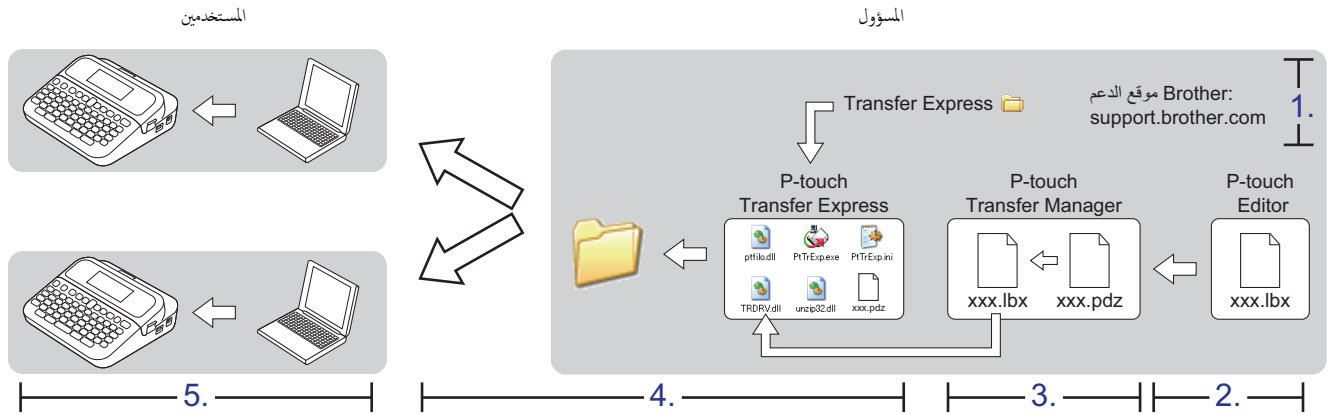 المسؤول
المستخدمين
موقع الدعم Brother:
support.brother.com
1.
Transfer Express
P-touch
Editor
P-touch
Transfer Manager
P-touch
Transfer Express
xxx.lbx
xxx.lbx
xxx.pdz
ptfilo.dll
PtTrExp.exe
PtTrExp.ini
TRDRV.dll
unzip32.dll
xxx.pdz
2.
3.
4.
5.